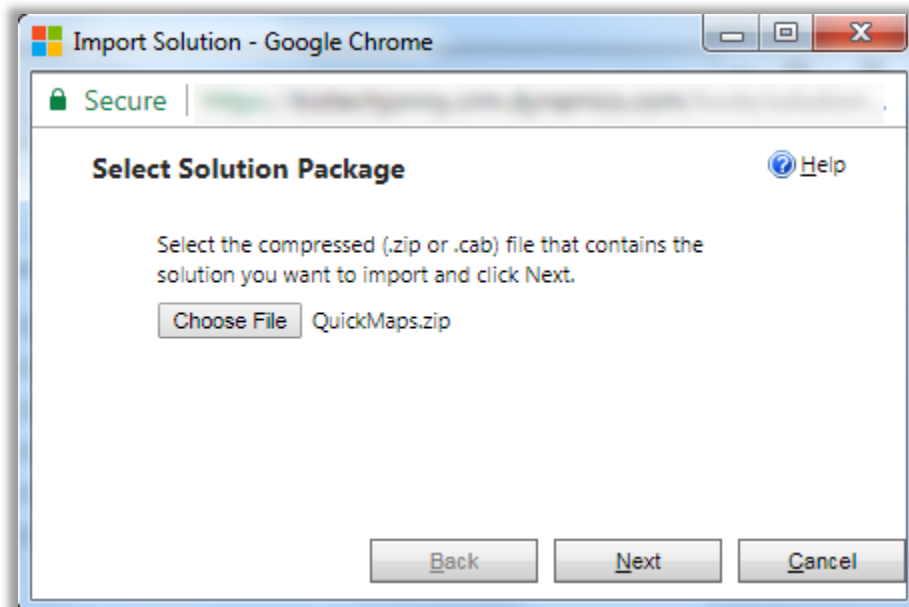 Import Solution - Google Chrome
Secure
Select Solution Package
Help
Select the compressed (.zip or .cab) file that contains the
solution you want to import and click Next.
Choose File QuickMaps.zip
Back Next Cancel